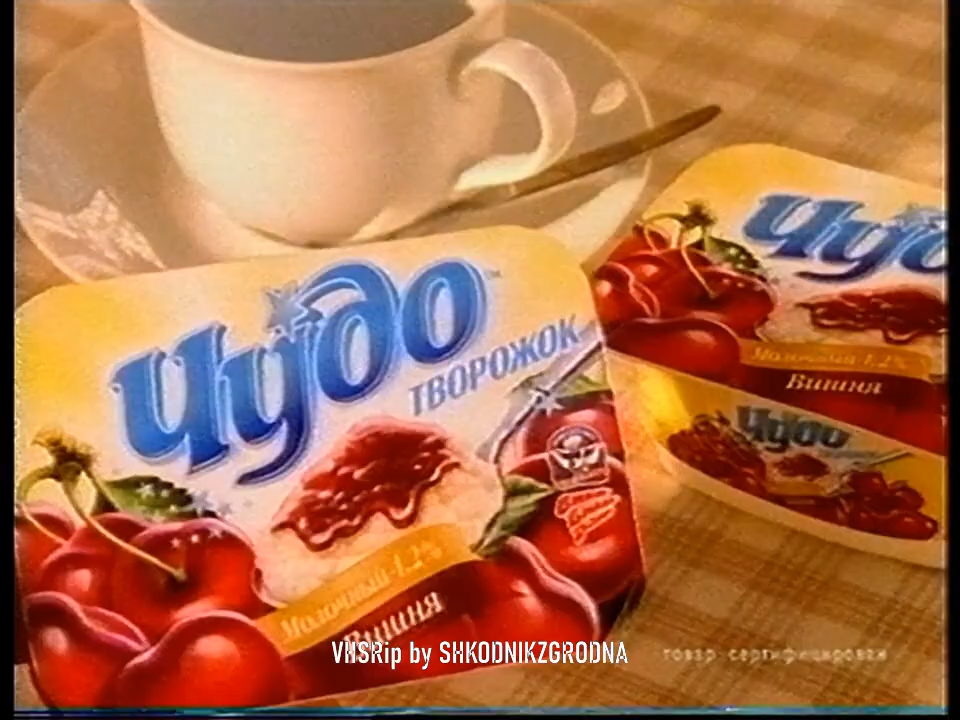 Чудо
ТВОРОЖОК
Молочный 1,2%
Вишня
Чудо
Молочный 1,2%
Вишня
Чудо
VHSRip by SHKODNIKZGRODNA
товар сертифицирован